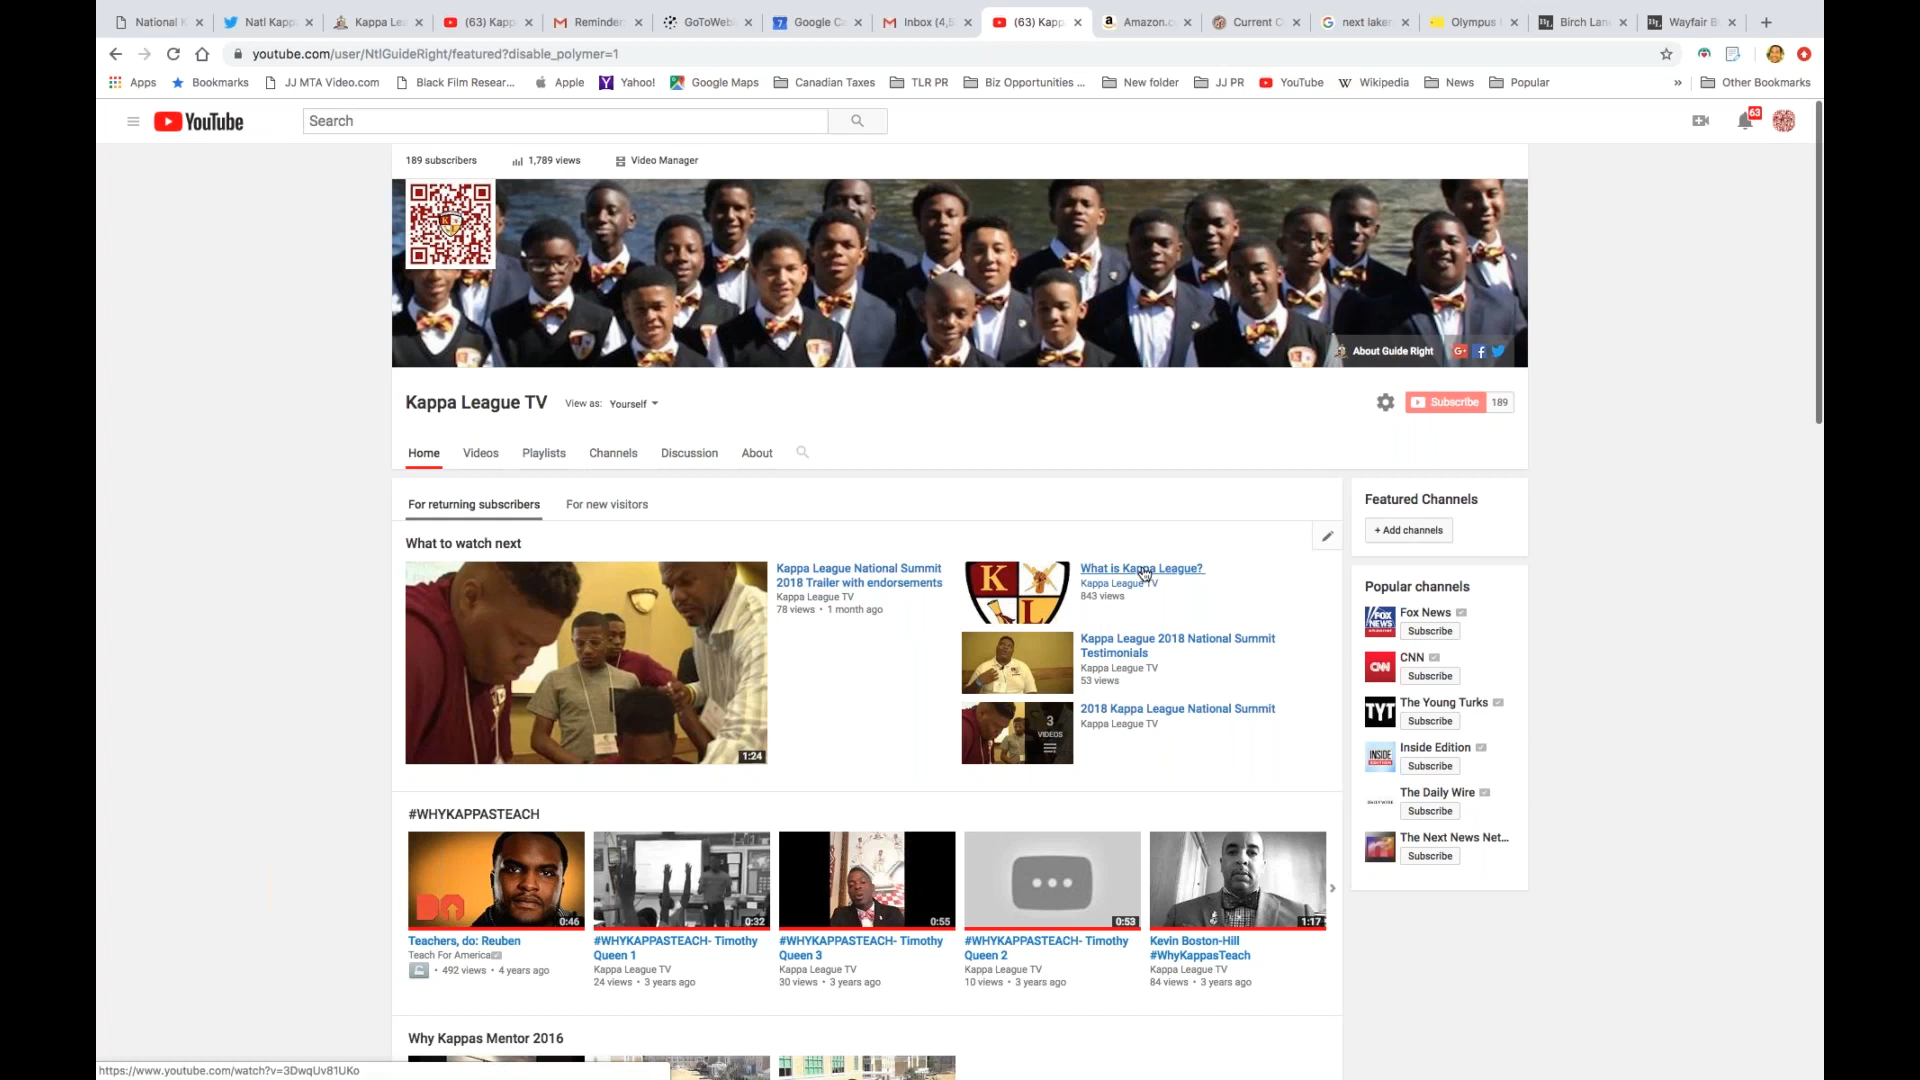 National K
Natl Kapp
Kappa Lea
(63) Kapp
Reminder
GoToWeb
Google Ca
Inbox (4,5
(63) Kapp
Amazon.c
Current C
next laker
Olympus
Birch Lan
Wayfair B
youtube.com/user/NtlGuideRight/featured?disable_polymer=1
Apps Bookmarks JJ MTA Video.com Black Film Resear... Apple Yahoo! Google Maps Canadian Taxes TLR PR Biz Opportunities ... New folder JJ PR YouTube Wikipedia News Popular » Other Bookmarks
YouTube
Search
63
189 subscribers 1,789 views Video Manager
K L
About Guide Right G+ f
Kappa League TV View as: Yourself
Subscribe 189
Home Videos Playlists Channels Discussion About
For returning subscribers For new visitors
What to watch next
1:24
Kappa League National Summit
2018 Trailer with endorsements
Kappa League TV
78 views • 1 month ago
K
L
What is Kappa League?
Kappa League TV
843 views
Kappa League 2018 National Summit
Testimonials
Kappa League TV
53 views
3
VIDEOS
2018 Kappa League National Summit
Kappa League TV
#WHYKAPPASTEACH
0:46
Teachers, do: Reuben
Teach For America
• 492 views • 4 years ago
0:32
#WHYKAPPASTEACH- Timothy
Queen 1
Kappa League TV
24 views • 3 years ago
0:55
#WHYKAPPASTEACH- Timothy
Queen 3
Kappa League TV
30 views • 3 years ago
0:53
#WHYKAPPASTEACH- Timothy
Queen 2
Kappa League TV
10 views • 3 years ago
1:17
Kevin Boston-Hill
#WhyKappasTeach
Kappa League TV
84 views • 3 years ago
Why Kappas Mentor 2016
Featured Channels
+ Add channels
Popular channels
FOX
NEWS
Fox News
Subscribe
CNN
CNN
Subscribe
TYT
The Young Turks
Subscribe
INSIDE
EDITION
Inside Edition
Subscribe
DAILY WIRE
The Daily Wire
Subscribe
The Next News Net...
Subscribe
https://www.youtube.com/watch?v=3DwqUv81UKo